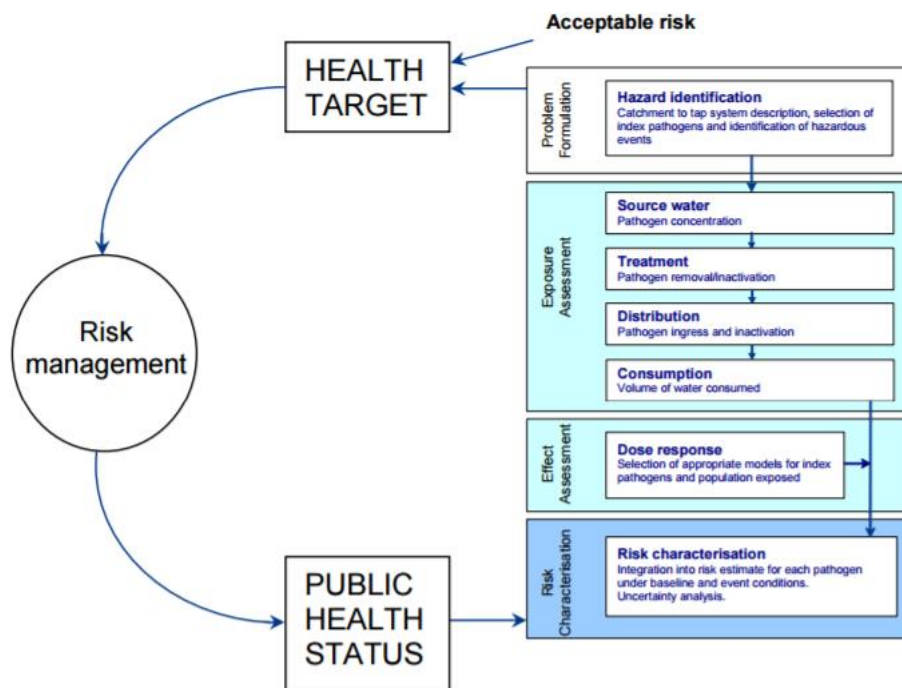 Acceptable risk
HEALTH
TARGET
Problem
Formulation
Hazard identification
Catchment to tap system description, selection of
index pathogens and identification of hazardous
events
Exposure
Assessment
Source water
Pathogen concentration
Treatment
Pathogen removal/inactivation
Distribution
Pathogen ingress and inactivation
Consumption
Volume of water consumed
Risk
management
Effect
Assessment
Dose response
Selection of appropriate models for index
pathogens and population exposed
Risk
Characterisation
Risk characterisation
Integration into risk estimate for each pathogen
under baseline and event conditions.
Uncertainty analysis.
PUBLIC
HEALTH
STATUS